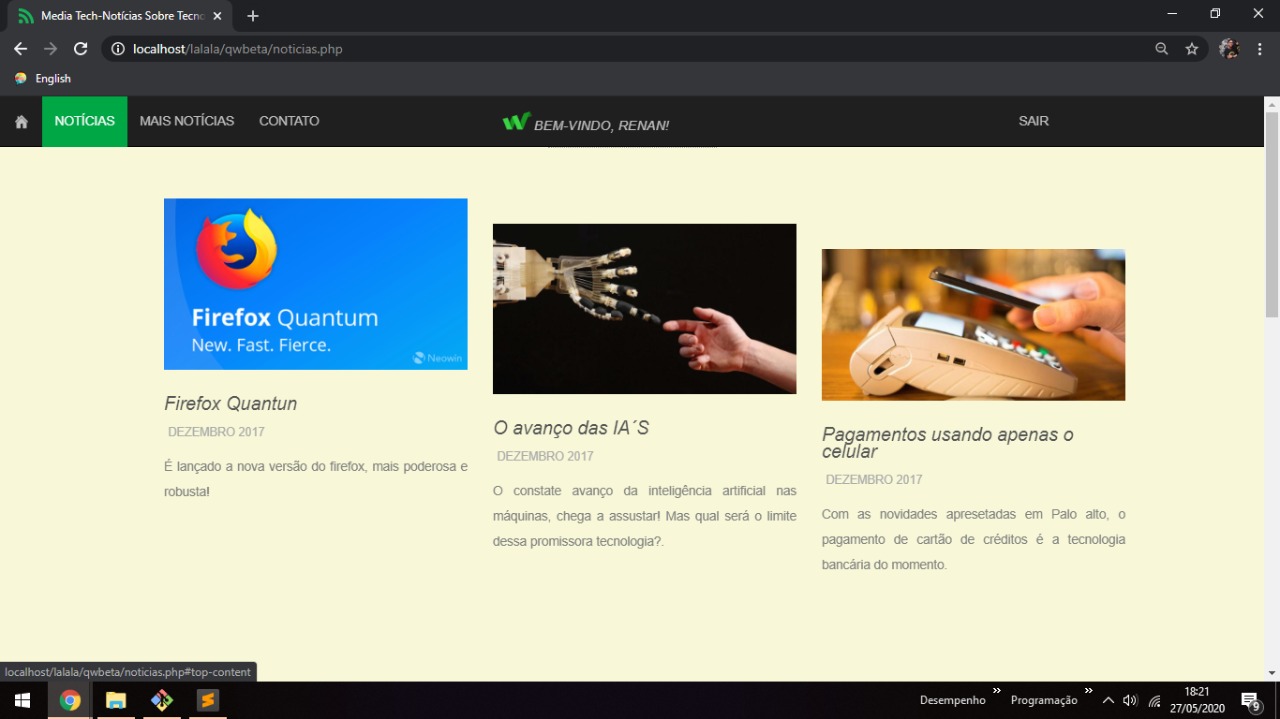 Media Tech-Notícias Sobre Tecno
localhost/lalala/qwbeta/noticias.php
English
NOTÍCIAS MAIS NOTÍCIAS CONTATO BEM-VINDO, RENAN! SAIR
Firefox Quantum
New. Fast. Fierce.
Neowin
Firefox Quantun
DEZEMBRO 2017
É lançado a nova versão do firefox, mais poderosa e
robusta!
O avanço das IA´S
DEZEMBRO 2017
O constate avanço da inteligência artificial nas
máquinas, chega a assustar! Mas qual será o limite
dessa promissora tecnologia?.
Pagamentos usando apenas o
celular
DEZEMBRO 2017
Com as novidades apresetadas em Palo alto, o
pagamento de cartão de créditos é a tecnologia
bancária do momento.
localhost/lalala/qwbeta/noticias.php#top-content
Desempenho » Programação »
18:21
27/05/2020
9